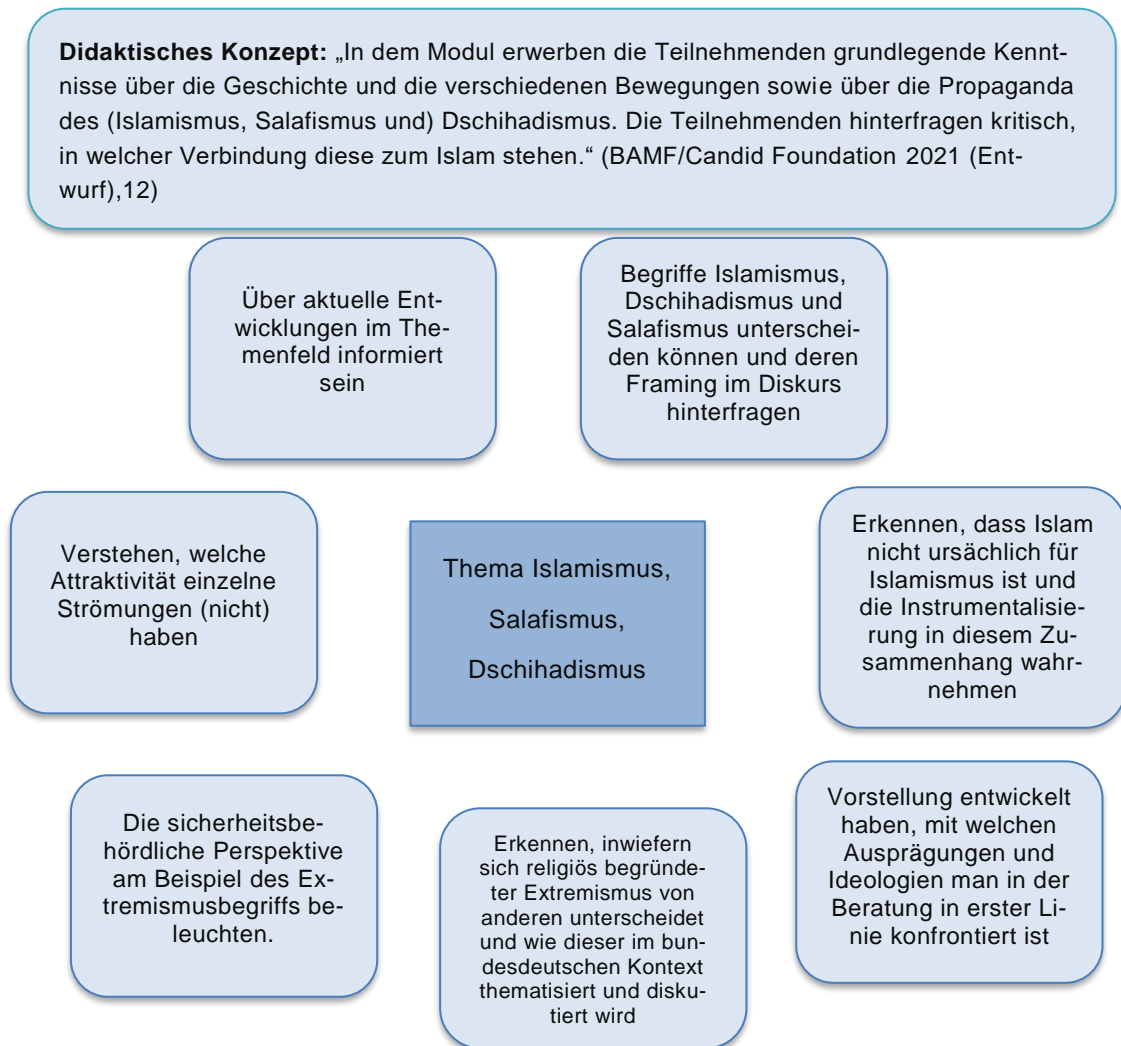 Didaktisches Konzept: „In dem Modul erwerben die Teilnehmenden grundlegende Kennt-
nisse über die Geschichte und die verschiedenen Bewegungen sowie über die Propaganda
des (Islamismus, Salafismus und) Dschihadismus. Die Teilnehmenden hinterfragen kritisch,
in welcher Verbindung diese zum Islam stehen.“ (BAMF/Candid Foundation 2021 (Ent-
wurf),12)
Über aktuelle Ent-
wicklungen im The-
menfeld informiert
sein
Begriffe Islamismus,
Dschihadismus und
Salafismus unterschei-
den können und deren
Framing im Diskurs
hinterfragen
Verstehen, welche
Attraktivität einzelne
Strömungen (nicht)
haben
Thema Islamismus,
Salafismus,
Dschihadismus
Erkennen, dass Islam
nicht ursächlich für
Islamismus ist und
die Instrumentalisie-
rung in diesem Zu-
sammenhang wahr-
nehmen
Die sicherheitsbe-
hördliche Perspektive
am Beispiel des Ex-
tremismusbegriffs be-
leuchten.
Erkennen, inwiefern
sich religiös begründe-
ter Extremismus von
anderen unterscheidet
und wie dieser im bun-
desdeutschen Kontext
thematisiert und disku-
tiert wird
Vorstellung entwickelt
haben, mit welchen
Ausprägungen und
Ideologien man in der
Beratung in erster Li-
nie konfrontiert ist